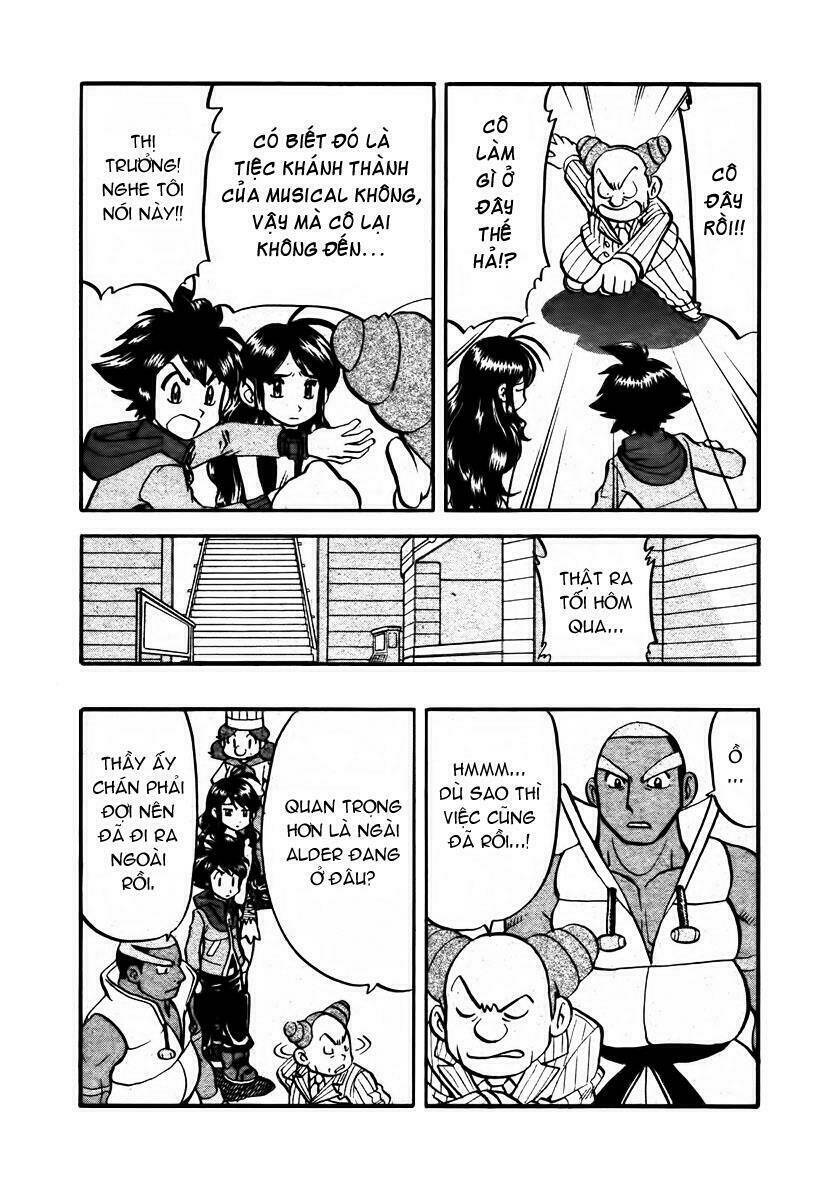 CÔ
ĐÂY
RỒI!!
CÔ
LÀM
GÌ Ở
ĐÂY
THẾ
HẢ!?
CÓ BIẾT ĐÓ LÀ
TIỆC KHÁNH THÀNH
CỦA MUSICAL KHÔNG,
VẬY MÀ CÔ LẠI
KHÔNG ĐẾN...
THỊ
TRƯỞNG!
NGHE TÔI
NÓI NÀY!!
THẬT RA
TỐI HÔM
QUA...
Ồ
...
HMMM...
DÙ SAO THÌ
VIỆC CŨNG
ĐÃ RỒI...!
QUAN TRỌNG
HƠN LÀ NGÀI
ALDER ĐANG
Ở ĐÂU?
THẦY ẤY
CHÁN PHẢI
ĐỢI NÊN
ĐÃ ĐI RA
NGOÀI
RỒI.